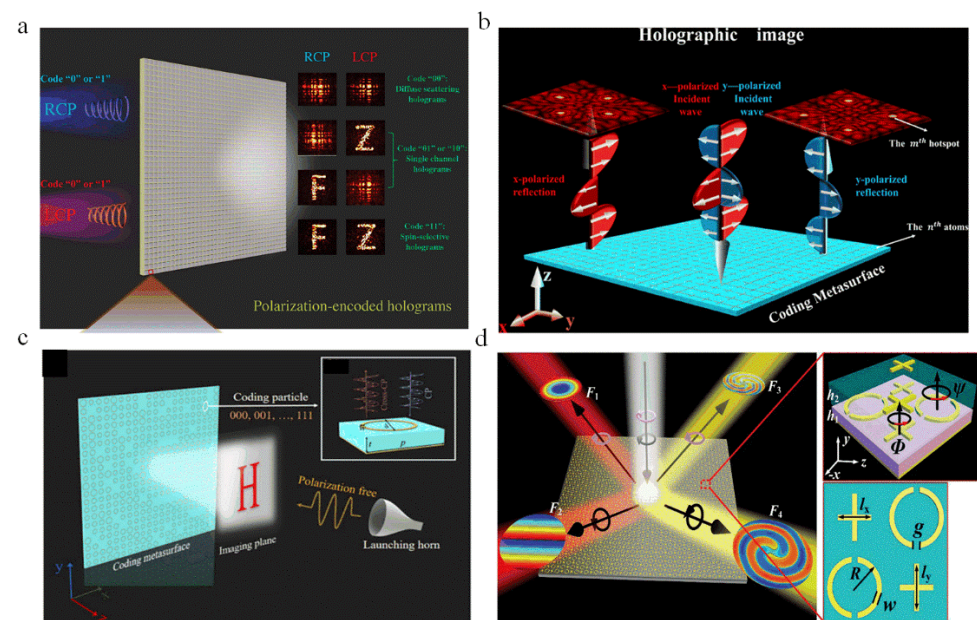 a
Code “0” or “1”
RCP
Code “0” or “1”
LCP
RCP LCP
Code “00”:
Diffuse scattering
holograms
Code “01” or “10”:
Single channel
holograms
Code “11”:
Spin-selective
holograms
Polarization-encoded holograms
b
Holographic image
x—polarized
Incident
wave
y—polarized
Incident
wave
The mth hotspot
x-polarized
reflection
y-polarized
reflection
The nth atoms
Coding Metasurface
z
x
y
c
Coding particle
000, 001, …, 111
Cross-CP
CP
t
p
H
Polarization free
Launching horn
Coding metasurface
Imaging plane
y
x
d
F1
F3
F2
F4
h2
h1
ψ
Φ
y
-x
z
lx
g
R
w
ly